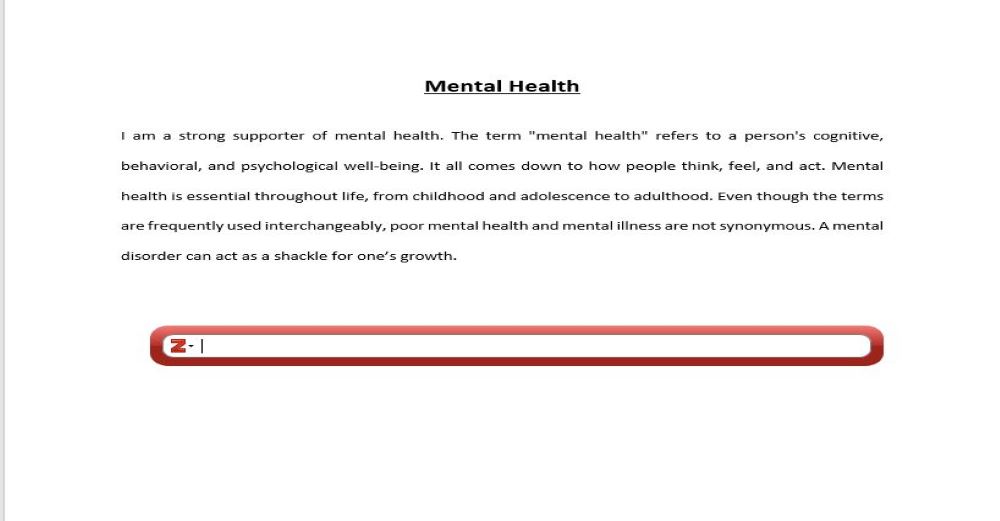 Mental Health
I am a strong supporter of mental health. The term "mental health" refers to a person's cognitive,
behavioral, and psychological well-being. It all comes down to how people think, feel, and act. Mental
health is essential throughout life, from childhood and adolescence to adulthood. Even though the terms
are frequently used interchangeably, poor mental health and mental illness are not synonymous. A mental
disorder can act as a shackle for one’s growth.
Z